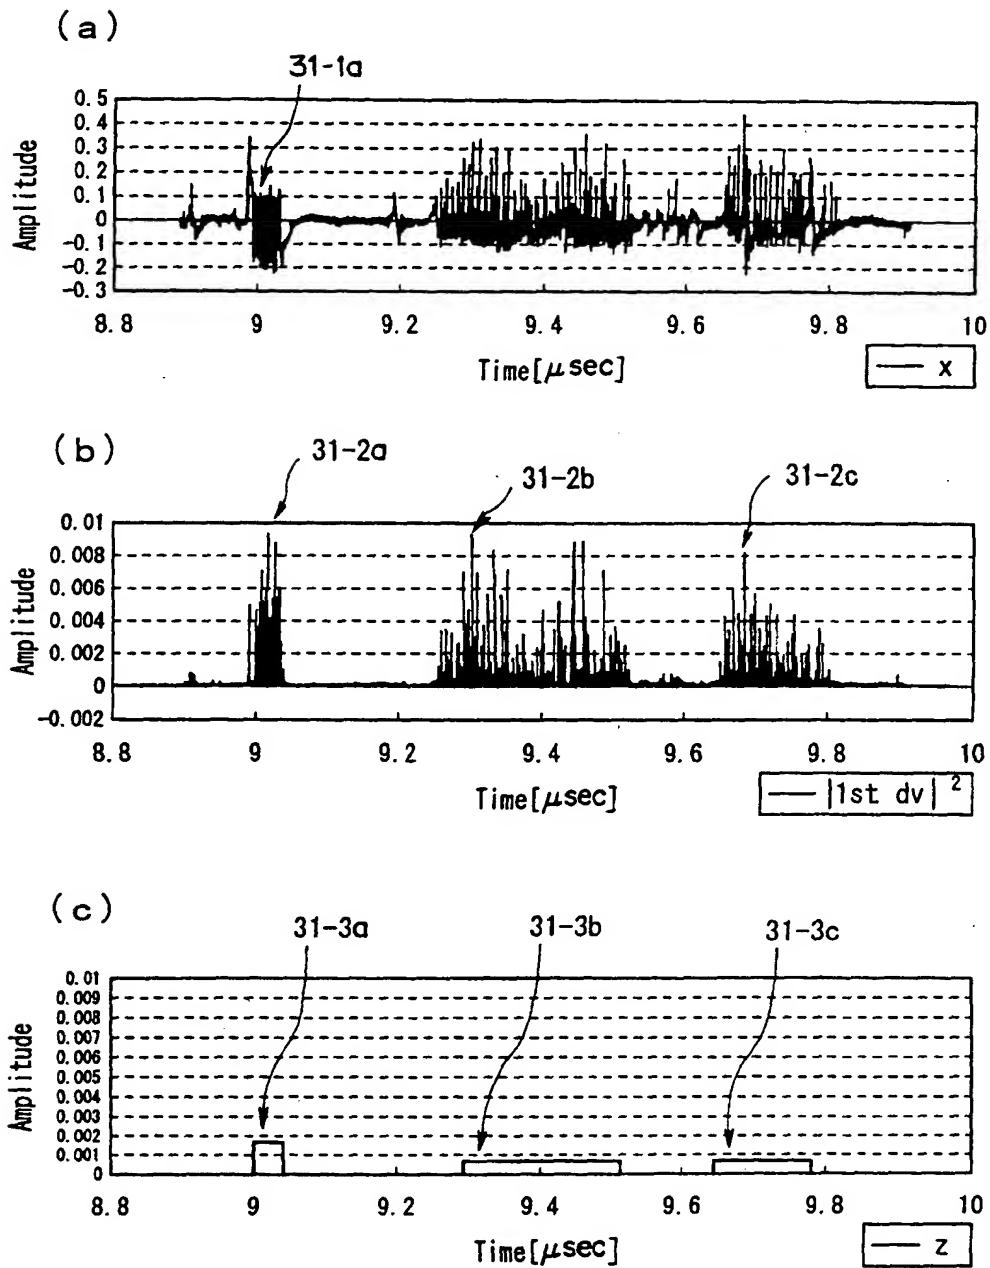 (a)
31-1a
0.5
0.4
0.3
0.2
0.1
0
-0.1
-0.2
-0.3
Amplitude
8.8 9 9.2 9.4 9.6 9.8 10
Time[μsec]
x
(b)
31-2a
31-2b
31-2c
0.01
0.008
0.006
0.004
0.002
0
-0.002
Amplitude
8.8 9 9.2 9.4 9.6 9.8 10
Time[μsec]
|1st dv|²
(c)
31-3a
31-3b
31-3c
0.01
0.009
0.008
0.007
0.006
0.005
0.004
0.003
0.002
0.001
0
Amplitude
8.8 9 9.2 9.4 9.6 9.8 10
Time[μsec]
z